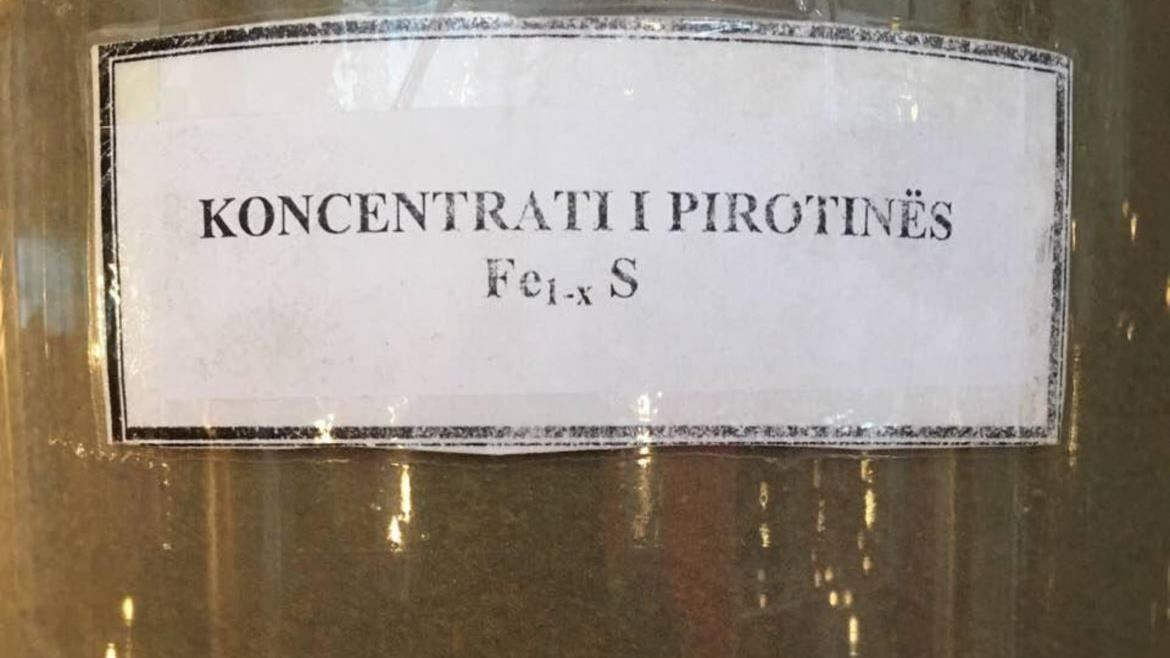 KONCENTRATI I PIROTINËS
Fe₁₋ₓ S